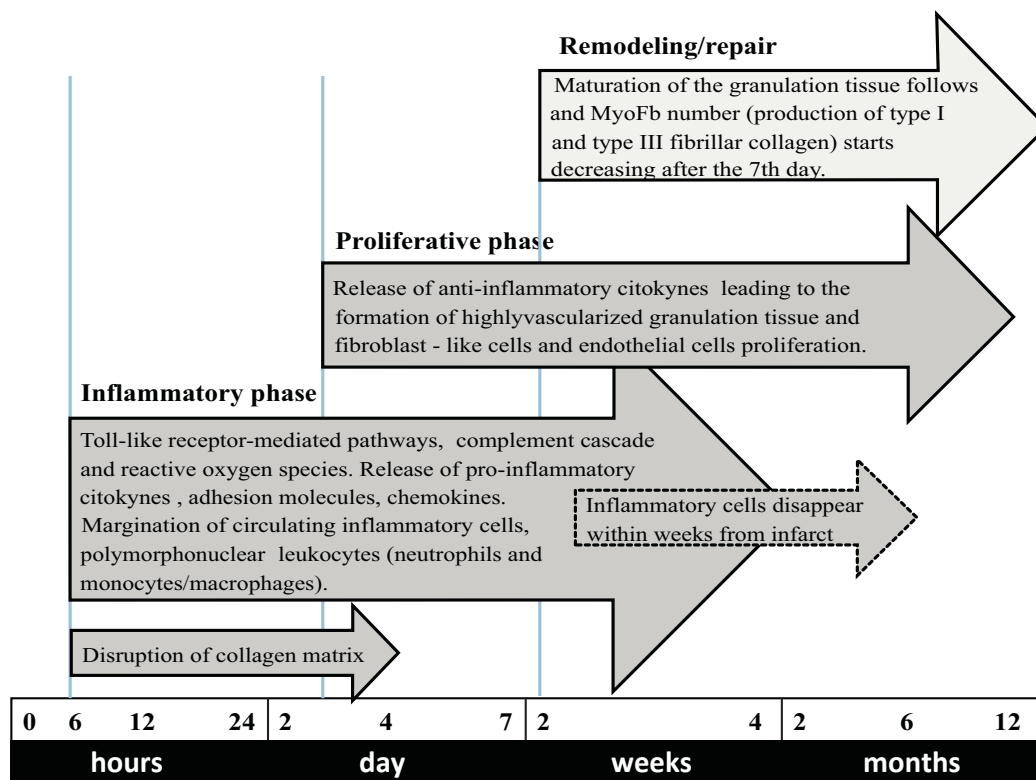 Remodeling/repair
Maturation of the granulation tissue follows
and MyoFb number (production of type I
and type III fibrillar collagen) starts
decreasing after the 7th day.
Proliferative phase
Release of anti-inflammatory citokynes leading to the
formation of highlyvascularized granulation tissue and
fibroblast - like cells and endothelial cells proliferation.
Inflammatory phase
Toll-like receptor-mediated pathways, complement cascade
and reactive oxygen species. Release of pro-inflammatory
citokynes , adhesion molecules, chemokines.
Margination of circulating inflammatory cells,
polymorphonuclear leukocytes (neutrophils and
monocytes/macrophages).
Inflammatory cells disappear
within weeks from infarct
Disruption of collagen matrix
0 6 12 24 2 4 7 2 4 2 6 12
hours day weeks months